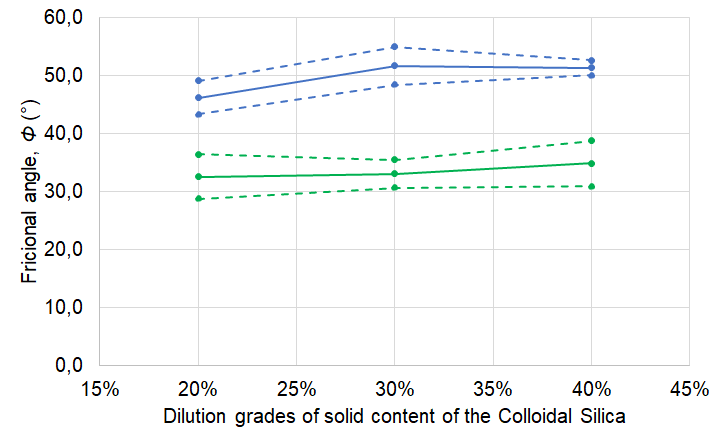 60,0
50,0
40,0
30,0
20,0
10,0
0,0
Fricional angle, Φ (°)
15% 20% 25% 30% 35% 40% 45%
Dilution grades of solid content of the Colloidal Silica